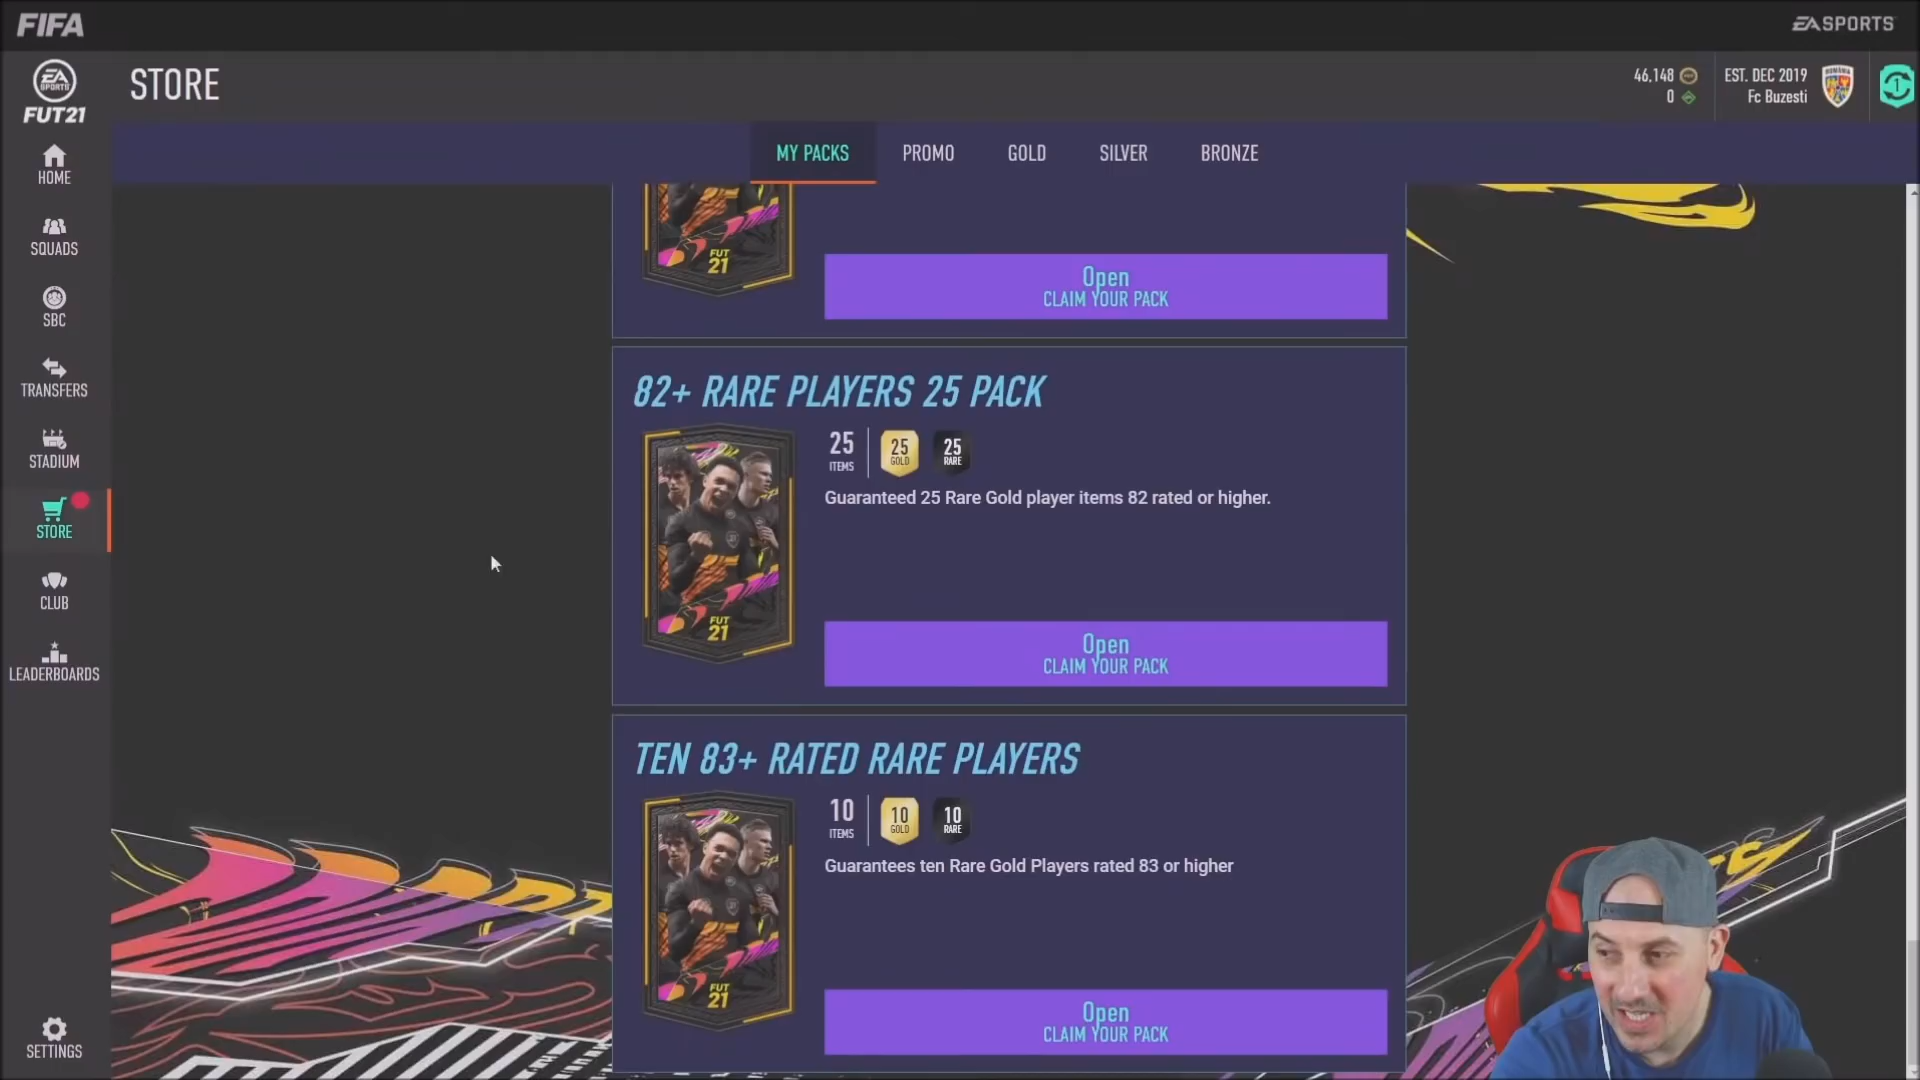 FIFA
EA SPORTS
EA SPORTS
FUT21
STORE
46,148
0
EST. DEC 2019
Fc Buzesti
ROMÂNIA
1
MY PACKS
PROMO
GOLD
SILVER
BRONZE
HOME
SQUADS
SBC
TRANSFERS
STADIUM
STORE
CLUB
LEADERBOARDS
SETTINGS
FUT
21
Open
CLAIM YOUR PACK
82+ RARE PLAYERS 25 PACK
25
ITEMS
25
GOLD
25
RARE
Guaranteed 25 Rare Gold player items 82 rated or higher.
FUT
21
Open
CLAIM YOUR PACK
TEN 83+ RATED RARE PLAYERS
10
ITEMS
10
GOLD
10
RARE
Guarantees ten Rare Gold Players rated 83 or higher
FUT
21
Open
CLAIM YOUR PACK